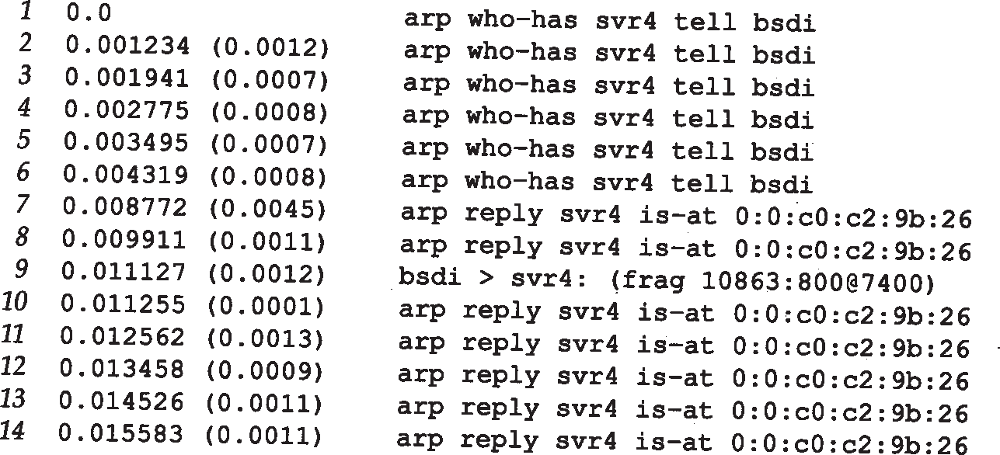 1 0.0 arp who-has svr4 tell bsdi
2 0.001234 (0.0012) arp who-has svr4 tell bsdi
3 0.001941 (0.0007) arp who-has svr4 tell bsdi
4 0.002775 (0.0008) arp who-has svr4 tell bsdi
5 0.003495 (0.0007) arp who-has svr4 tell bsdi
6 0.004319 (0.0008) arp who-has svr4 tell bsdi
7 0.008772 (0.0045) arp reply svr4 is-at 0:0:c0:c2:9b:26
8 0.009911 (0.0011) arp reply svr4 is-at 0:0:c0:c2:9b:26
9 0.011127 (0.0012) bsdi > svr4: (frag 10863:800@7400)
10 0.011255 (0.0001) arp reply svr4 is-at 0:0:c0:c2:9b:26
11 0.012562 (0.0013) arp reply svr4 is-at 0:0:c0:c2:9b:26
12 0.013458 (0.0009) arp reply svr4 is-at 0:0:c0:c2:9b:26
13 0.014526 (0.0011) arp reply svr4 is-at 0:0:c0:c2:9b:26
14 0.015583 (0.0011) arp reply svr4 is-at 0:0:c0:c2:9b:26